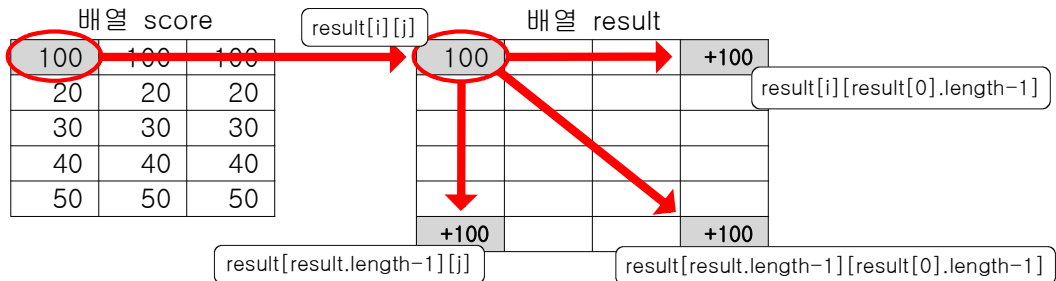 배열 score
result[i][j]
배열 result
100 100 100
20 20 20
30 30 30
40 40 40
50 50 50
100 +100
result[i][result[0].length-1]
+100 +100
result[result.length-1][j]
result[result.length-1][result[0].length-1]